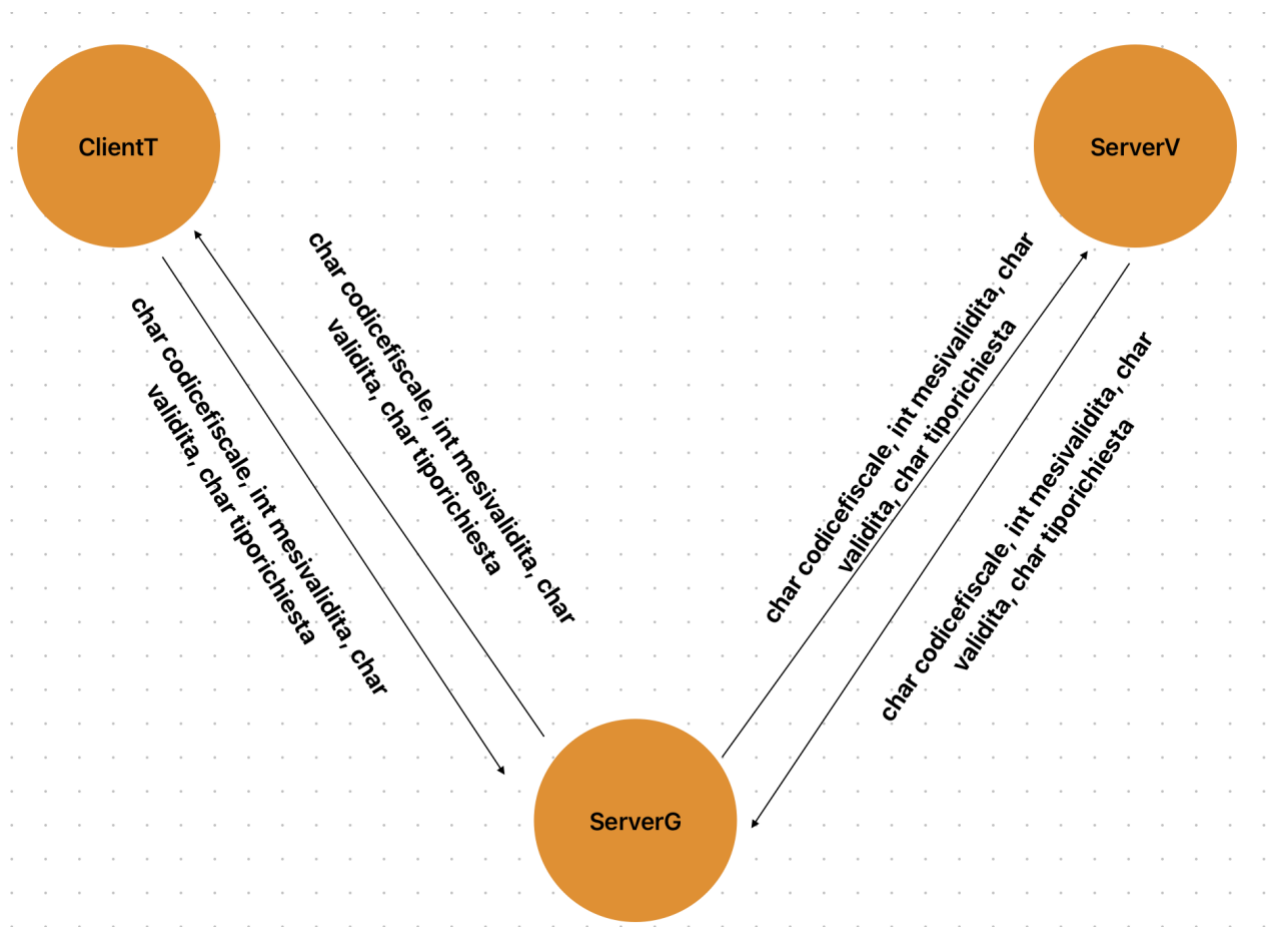 ClientT
ServerV
char codicefiscale, int mesivalidita, char
validita, char tiporichiesta
char codicefiscale, int mesivalidita, char
validita, char tiporichiesta
char codicefiscale, int mesivalidita, char
validita, char tiporichiesta
char codicefiscale, int mesivalidita, char
validita, char tiporichiesta
ServerG